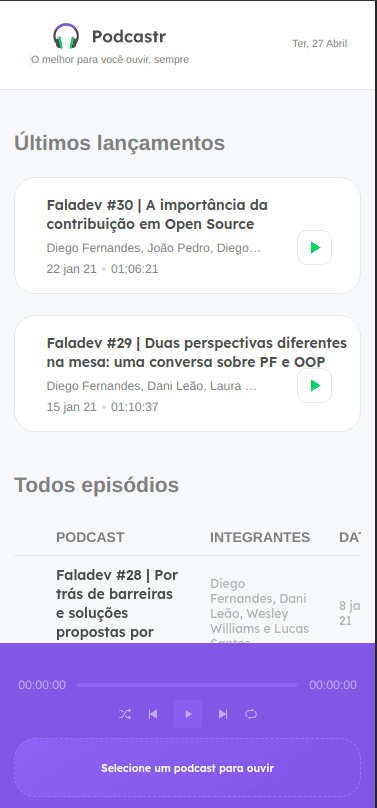 Podcastr
O melhor para você ouvir, sempre
Ter, 27 Abril
Últimos lançamentos
Faladev #30 | A importância da
contribuição em Open Source
Diego Fernandes, João Pedro, Diego…
22 jan 21 01:06:21
Faladev #29 | Duas perspectivas diferentes
na mesa: uma conversa sobre PF e OOP
Diego Fernandes, Dani Leão, Laura …
15 jan 21 01:10:37
Todos episódios
PODCAST INTEGRANTES
Faladev #28 | Por
trás de barreiras
e soluções
propostas por
Diego
Fernandes, Dani
Leão, Wesley
Williams e Lucas
8 ja
21
00:00:00 00:00:00
Selecione um podcast para ouvir